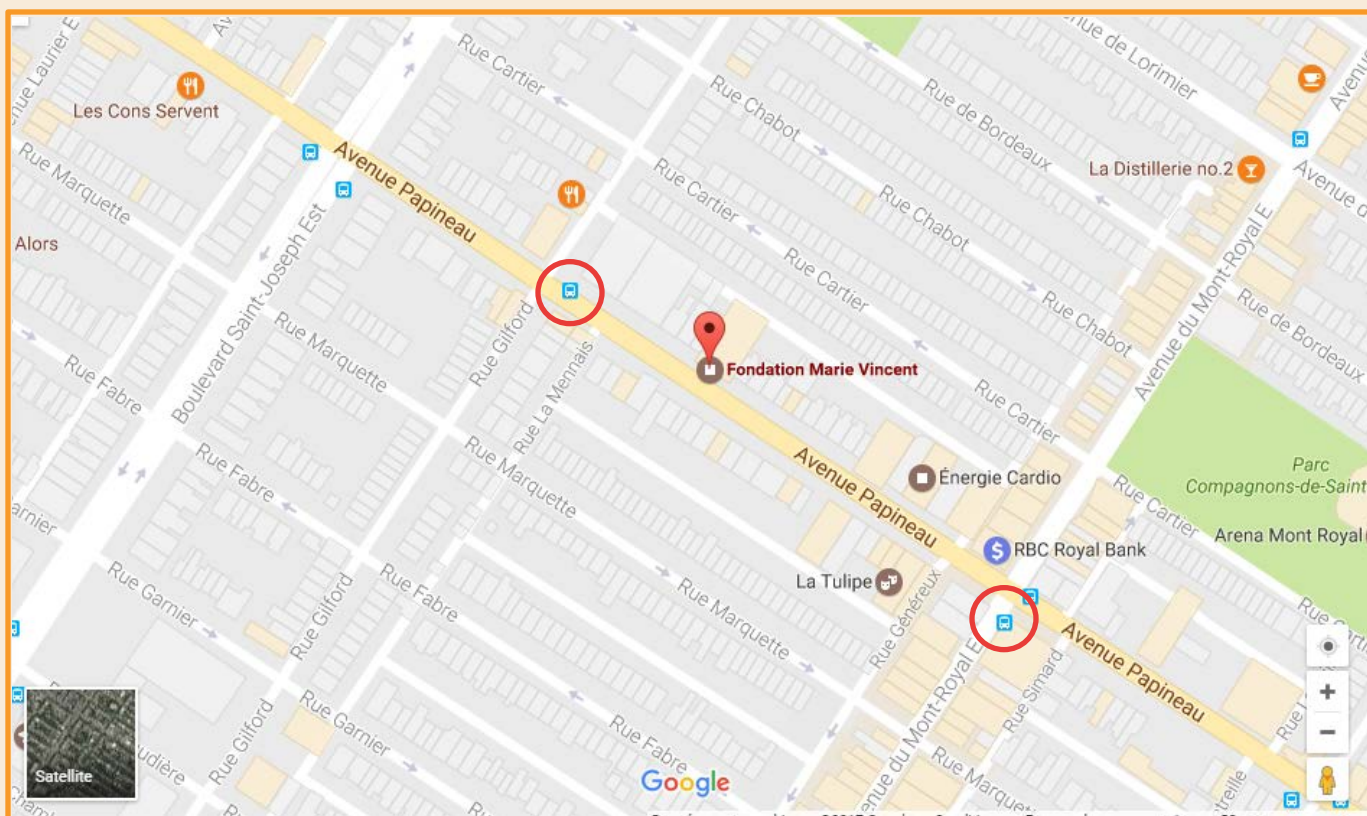 Rue Cartier
Avenue de Lorimier
Les Cons Servent
Rue Chabot
Rue de Bordeaux
Avenue Papineau
La Distillerie no.2
Rue Marquette
Rue Cartier
Rue Chabot
Alors
Boulevard Saint-Joseph Est
Rue Cartier
Avenue du Mont-Royal E
Rue de Bordeaux
Rue Chabot
Rue Gilford
Rue Marquette
Rue La Mennais
Fondation Marie Vincent
Rue Fabre
Rue Cartier
Rue Fabre
Rue Marquette
Avenue Papineau
Énergie Cardio
Parc
Compagnons-de-Saint
Rue Cartier
Arena Mont Royal
RBC Royal Bank
La Tulipe
Rue Garnier
Rue Gilford
Rue Fabre
Rue Marquette
Rue Généreux
Avenue du Mont-Royal E
Rue Simard
Avenue Papineau
Rue Gilford
Rue Garnier
Rue Fabre
Rue Marquette
Satellite
Google